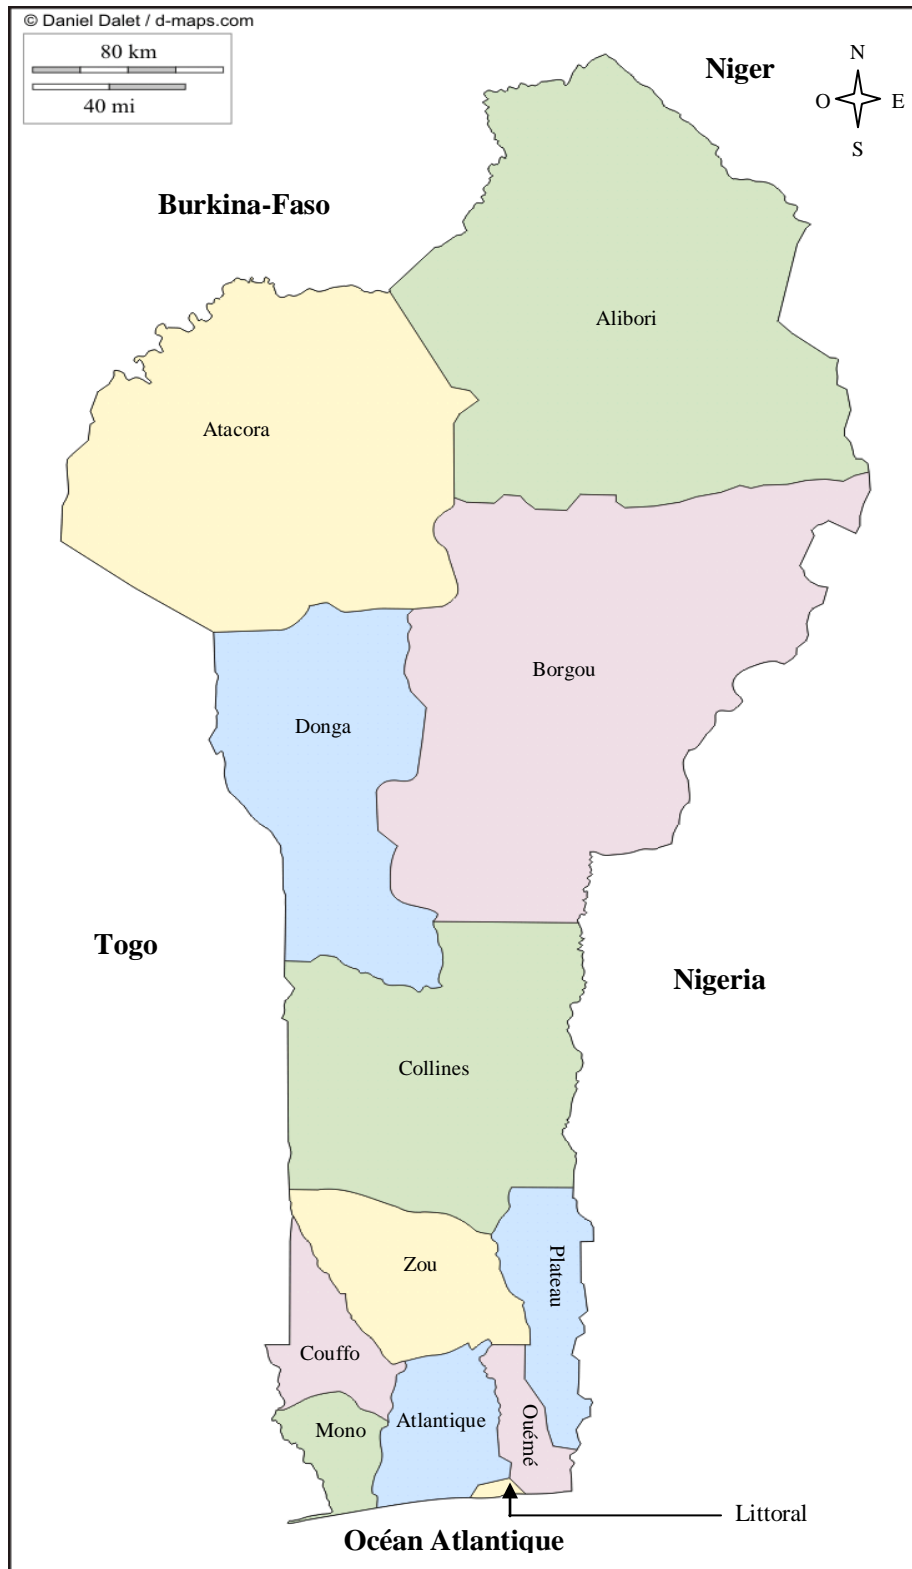 © Daniel Dalet / d-maps.com
80 km
40 mi
Niger
N
O
E
S
Burkina-Faso
Alibori
Atacora
Borgou
Donga
Togo
Nigeria
Collines
Zou
Plateau
Couffo
Mono
Atlantique
Ouémé
Littoral
Océan Atlantique